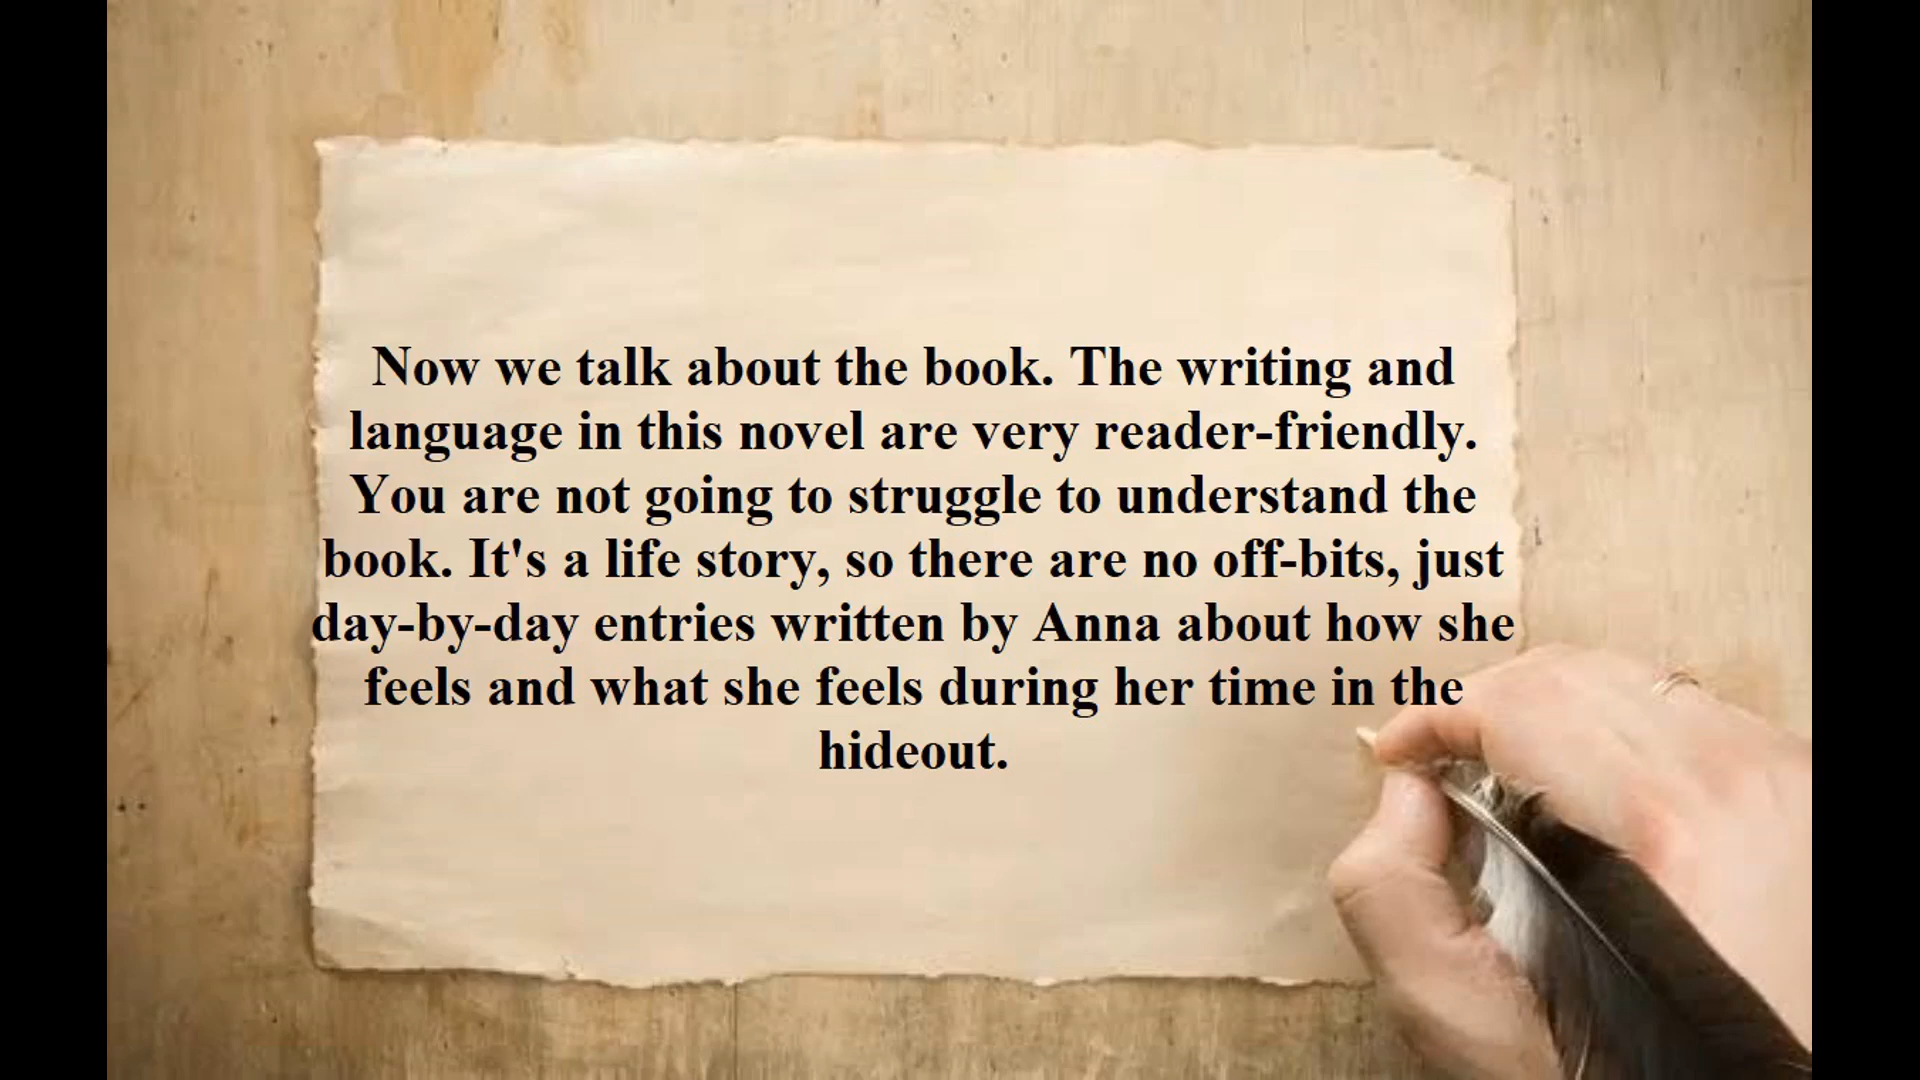 Now we talk about the book. The writing and
language in this novel are very reader-friendly.
You are not going to struggle to understand the
book. It's a life story, so there are no off-bits, just
day-by-day entries written by Anna about how she
feels and what she feels during her time in the
hideout.